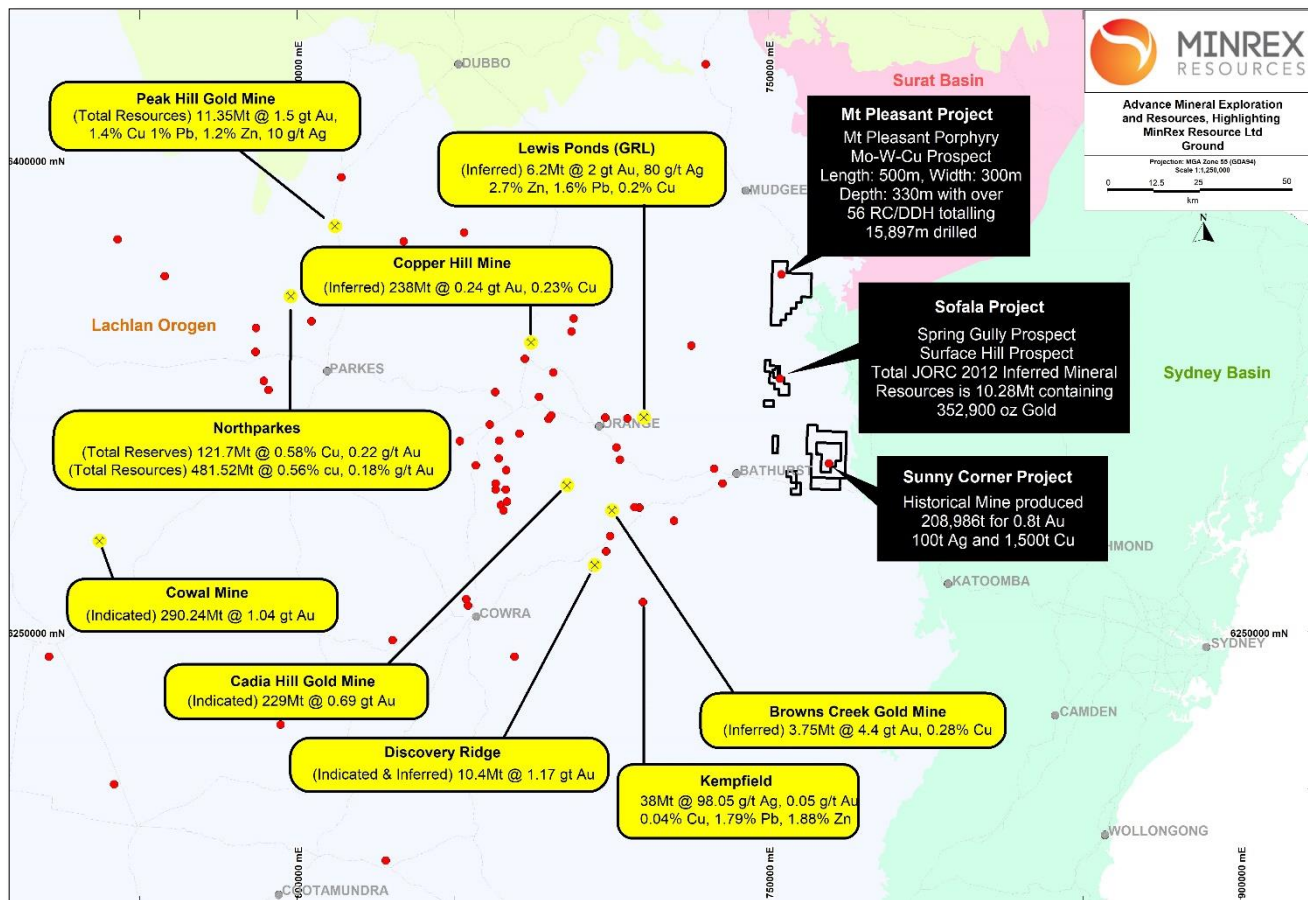 MINREX
RESOURCES
Advance Mineral Exploration
and Resources, Highlighting
MinRex Resource Ltd
Ground
Projection: MGA Zone 55 (GDA94)
Scale 1:1,250,000
0 12.5 25 50
km
N
750000 mE
Surat Basin
DUBBO
Peak Hill Gold Mine
(Total Resources) 11.35Mt @ 1.5 gt Au,
1.4% Cu 1% Pb, 1.2% Zn, 10 g/t Ag
Lewis Ponds (GRL)
(Inferred) 6.2Mt @ 2 gt Au, 80 g/t Ag
2.7% Zn, 1.6% Pb, 0.2% Cu
Mt Pleasant Project
Mt Pleasant Porphyry
Mo-W-Cu Prospect
Length: 500m, Width: 300m
Depth: 330m with over
56 RC/DDH totalling
15,897m drilled
6400000 mN
MUDGEE
Copper Hill Mine
(Inferred) 238Mt @ 0.24 gt Au, 0.23% Cu
Lachlan Orogen
Sofala Project
Spring Gully Prospect
Surface Hill Prospect
Total JORC 2012 Inferred Mineral
Resources is 10.28Mt containing
352,900 oz Gold
Sydney Basin
PARKES
Northparkes
(Total Reserves) 121.7Mt @ 0.58% Cu, 0.22 g/t Au
(Total Resources) 481.52Mt @ 0.56% cu, 0.18% g/t Au
ORANGE
BATHURST
Sunny Corner Project
Historical Mine produced
208,986t for 0.8t Au
100t Ag and 1,500t Cu
HMOND
KATOOMBA
Cowal Mine
(Indicated) 290.24Mt @ 1.04 gt Au
COWRA
6250000 mN
6250000 mN
SYDNEY
Cadia Hill Gold Mine
(Indicated) 229Mt @ 0.69 gt Au
Browns Creek Gold Mine
(Inferred) 3.75Mt @ 4.4 gt Au, 0.28% Cu
CAMDEN
Discovery Ridge
(Indicated & Inferred) 10.4Mt @ 1.17 gt Au
Kempfield
38Mt @ 98.05 g/t Ag, 0.05 g/t Au
0.04% Cu, 1.79% Pb, 1.88% Zn
WOLLONGONG
COOTAMUNDRA
750000 mE
900000 mE